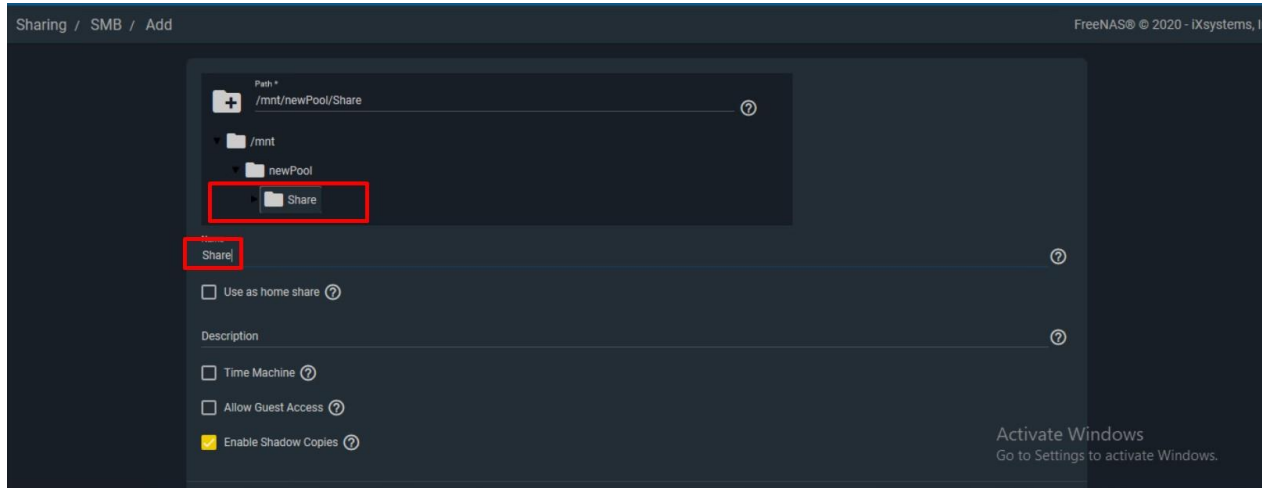 Sharing / SMB / Add
FreeNAS® © 2020 - iXsystems, I
Path *
/mnt/newPool/Share
/mnt
newPool
Share
Share
Use as home share
Description
Time Machine
Allow Guest Access
Enable Shadow Copies
Activate Windows
Go to Settings to activate Windows.